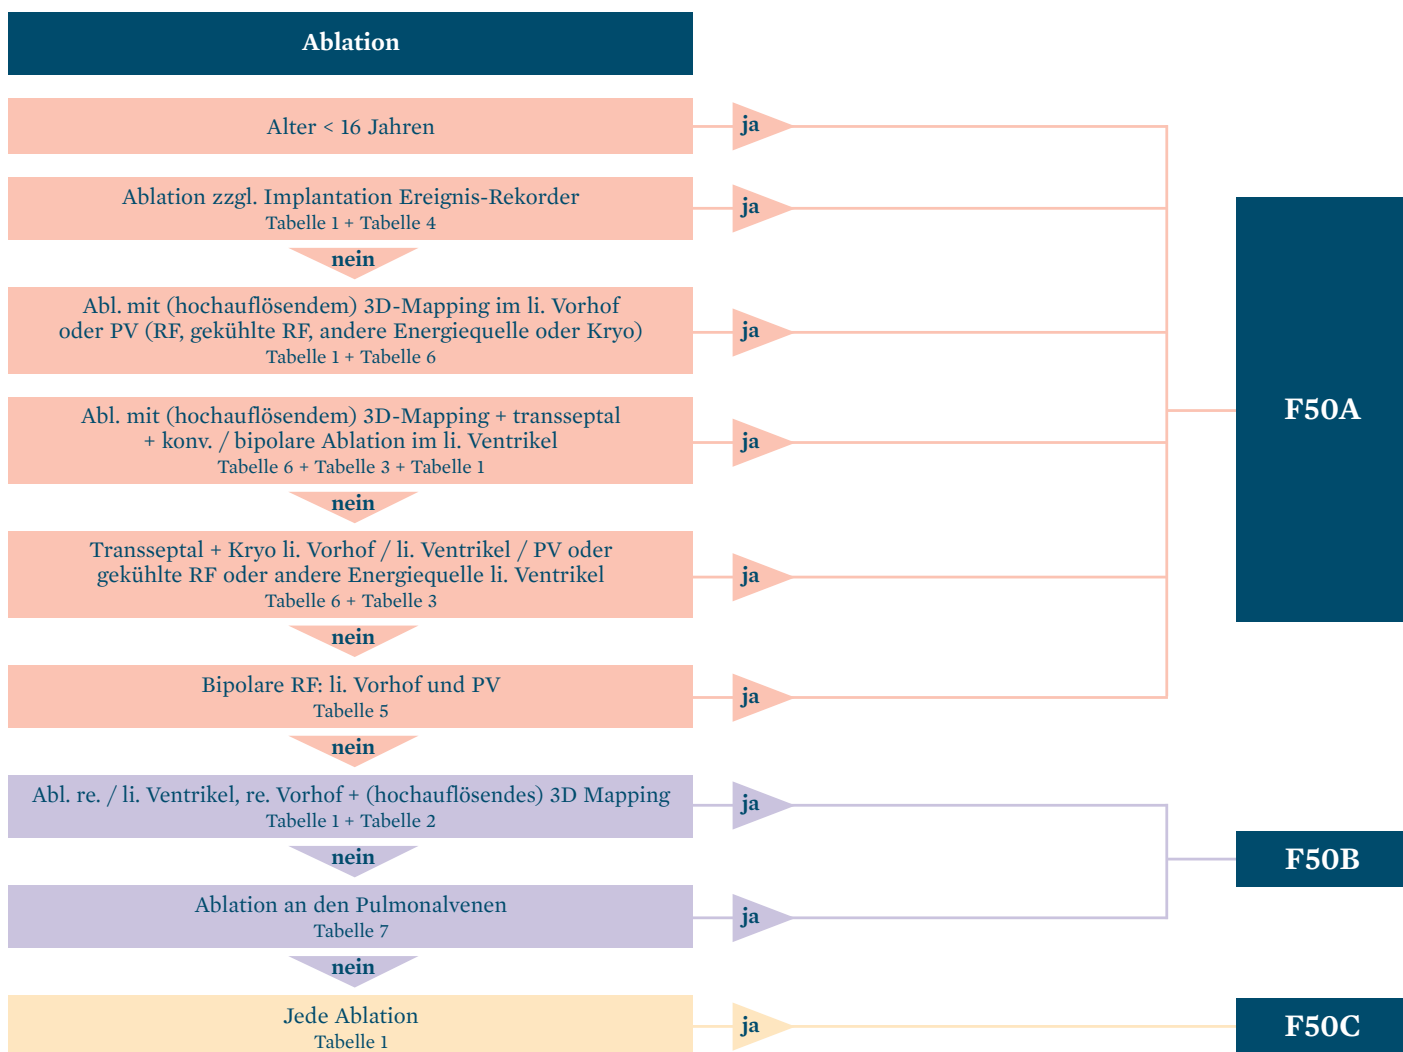 Ablation
Alter < 16 Jahren
ja
Ablation zzgl. Implantation Ereignis-Rekorder
Tabelle 1 + Tabelle 4
ja
nein
Abl. mit (hochauflösendem) 3D-Mapping im li. Vorhof
oder PV (RF, gekühlte RF, andere Energiequelle oder Kryo)
Tabelle 1 + Tabelle 6
ja
Abl. mit (hochauflösendem) 3D-Mapping + transseptal
+ konv. / bipolare Ablation im li. Ventrikel
Tabelle 6 + Tabelle 3 + Tabelle 1
ja
F50A
nein
Transseptal + Kryo li. Vorhof / li. Ventrikel / PV oder
gekühlte RF oder andere Energiequelle li. Ventrikel
Tabelle 6 + Tabelle 3
ja
nein
Bipolare RF: li. Vorhof und PV
Tabelle 5
ja
nein
Abl. re. / li. Ventrikel, re. Vorhof + (hochauflösendes) 3D Mapping
Tabelle 1 + Tabelle 2
ja
nein
F50B
Ablation an den Pulmonalvenen
Tabelle 7
ja
nein
Jede Ablation
Tabelle 1
ja
F50C